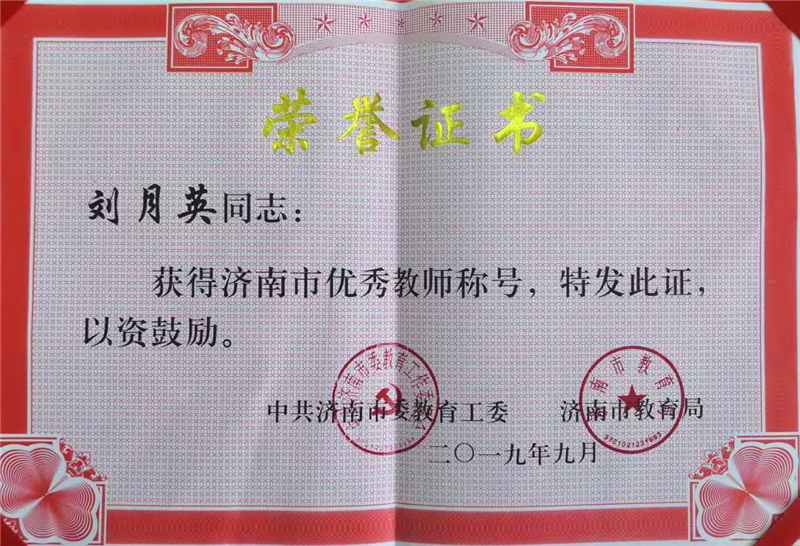 荣誉证书
刘月英同志：
获得济南市优秀教师称号，特发此证，
以资鼓励。
中共济南市委教育工委 济南市教育局
二〇一九年九月